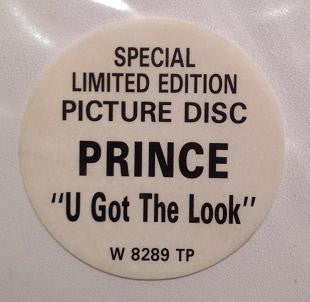 SPECIAL
LIMITED EDITION
PICTURE DISC
PRINCE
"U Got The Look"
W 8289 TP